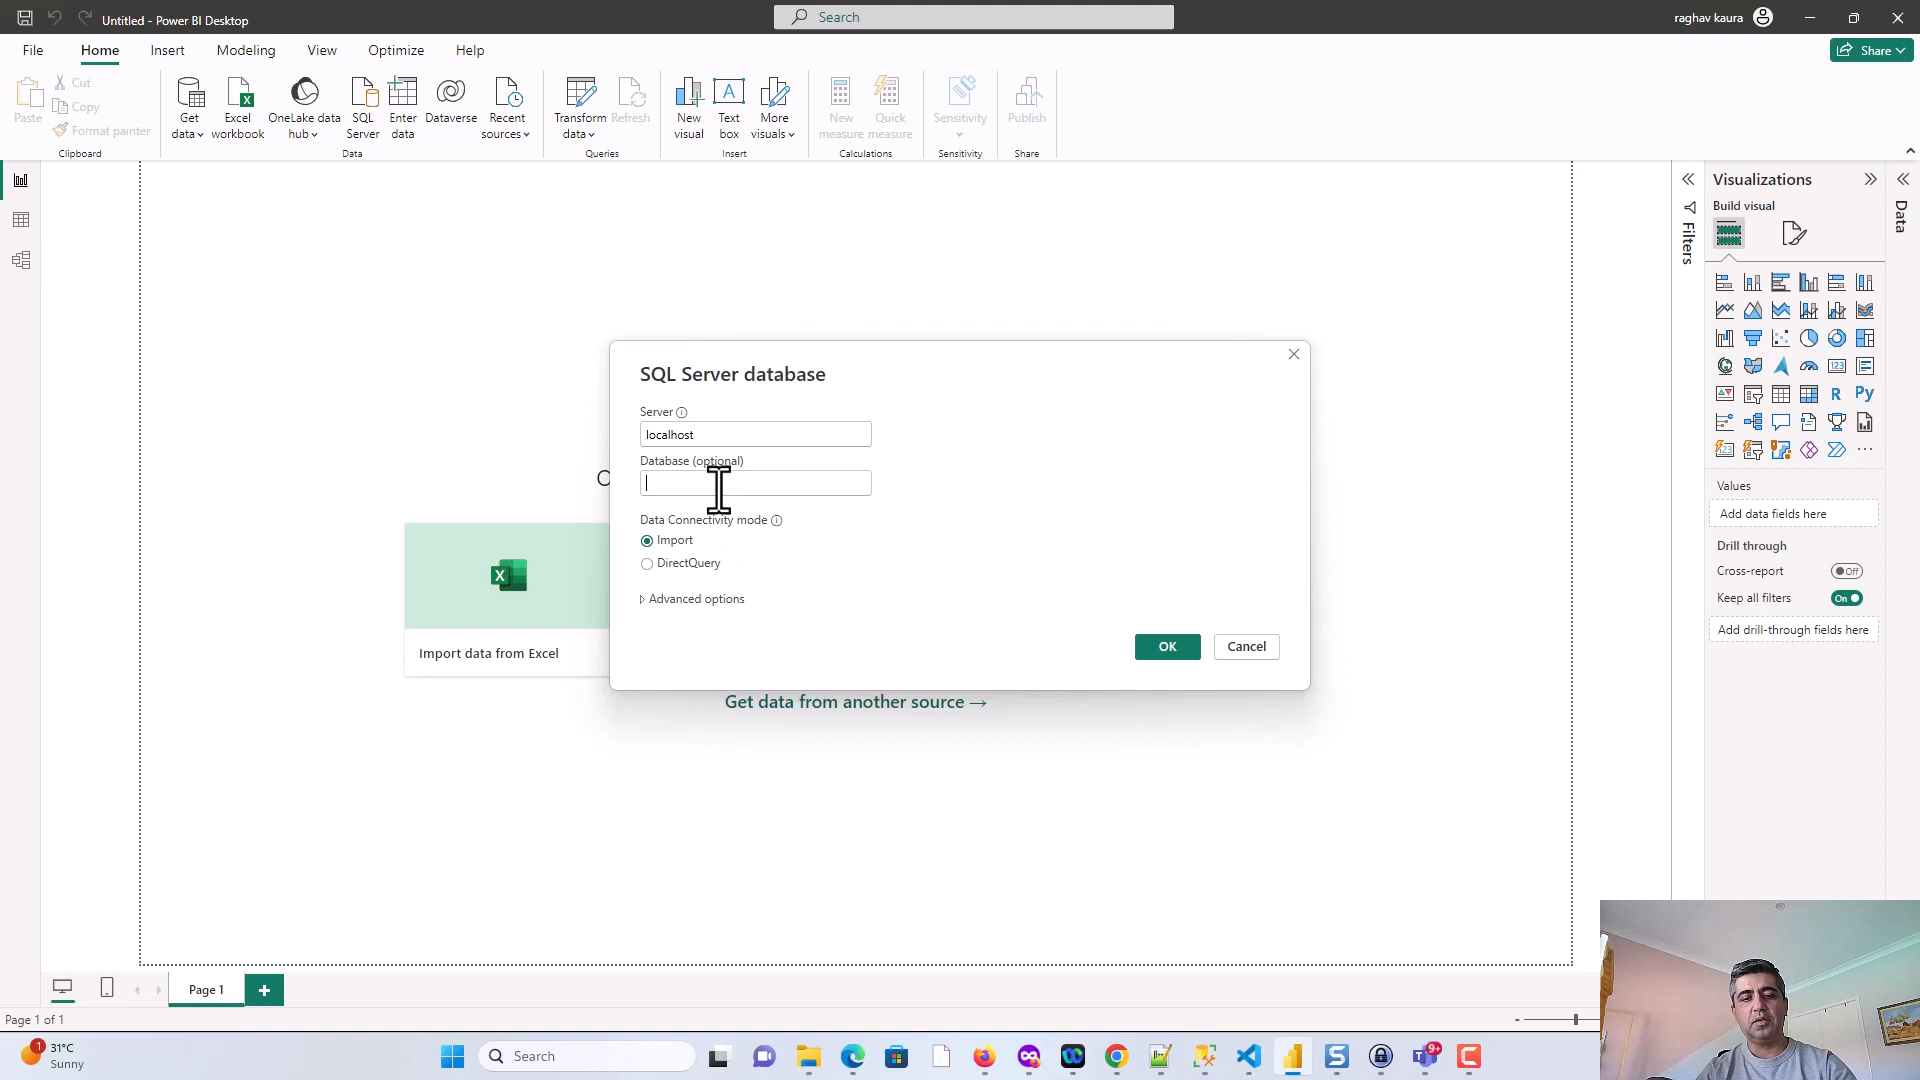 Untitled - Power BI Desktop
Search
raghav kaura
File
Home
Insert
Modeling
View
Optimize
Help
Share
Paste
Cut
Copy
Format painter
Clipboard
Get data
Excel workbook
OneLake data hub
SQL Server
Enter data
Dataverse
Recent sources
Data
Transform data
Refresh
Queries
New visual
Text box
More visuals
Insert
New measure
Quick measure
Calculations
Sensitivity
Sensitivity
Publish
Share
Filters
Visualizations
Build visual
Data
SQL Server database
Server
localhost
Database (optional)
Data Connectivity mode
Import
DirectQuery
Advanced options
OK
Cancel
Import data from Excel
Get data from another source →
123
R
Py
Values
Add data fields here
Drill through
Cross-report
Off
Keep all filters
On
Add drill-through fields here
Page 1
Page 1 of 1
1
31°C
Sunny
Search
9+